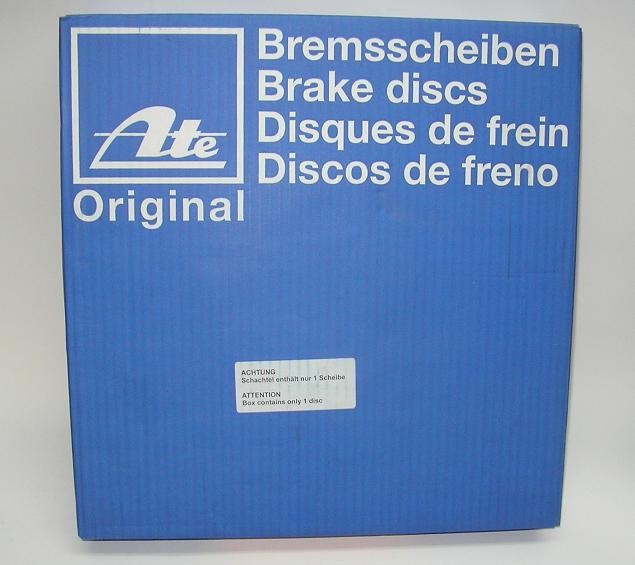 Ate
Original
Bremsscheiben
Brake discs
Disques de frein
Discos de freno
ACHTUNG
Schachtel enthält nur 1 Scheibe
ATTENTION
Box contains only 1 disc